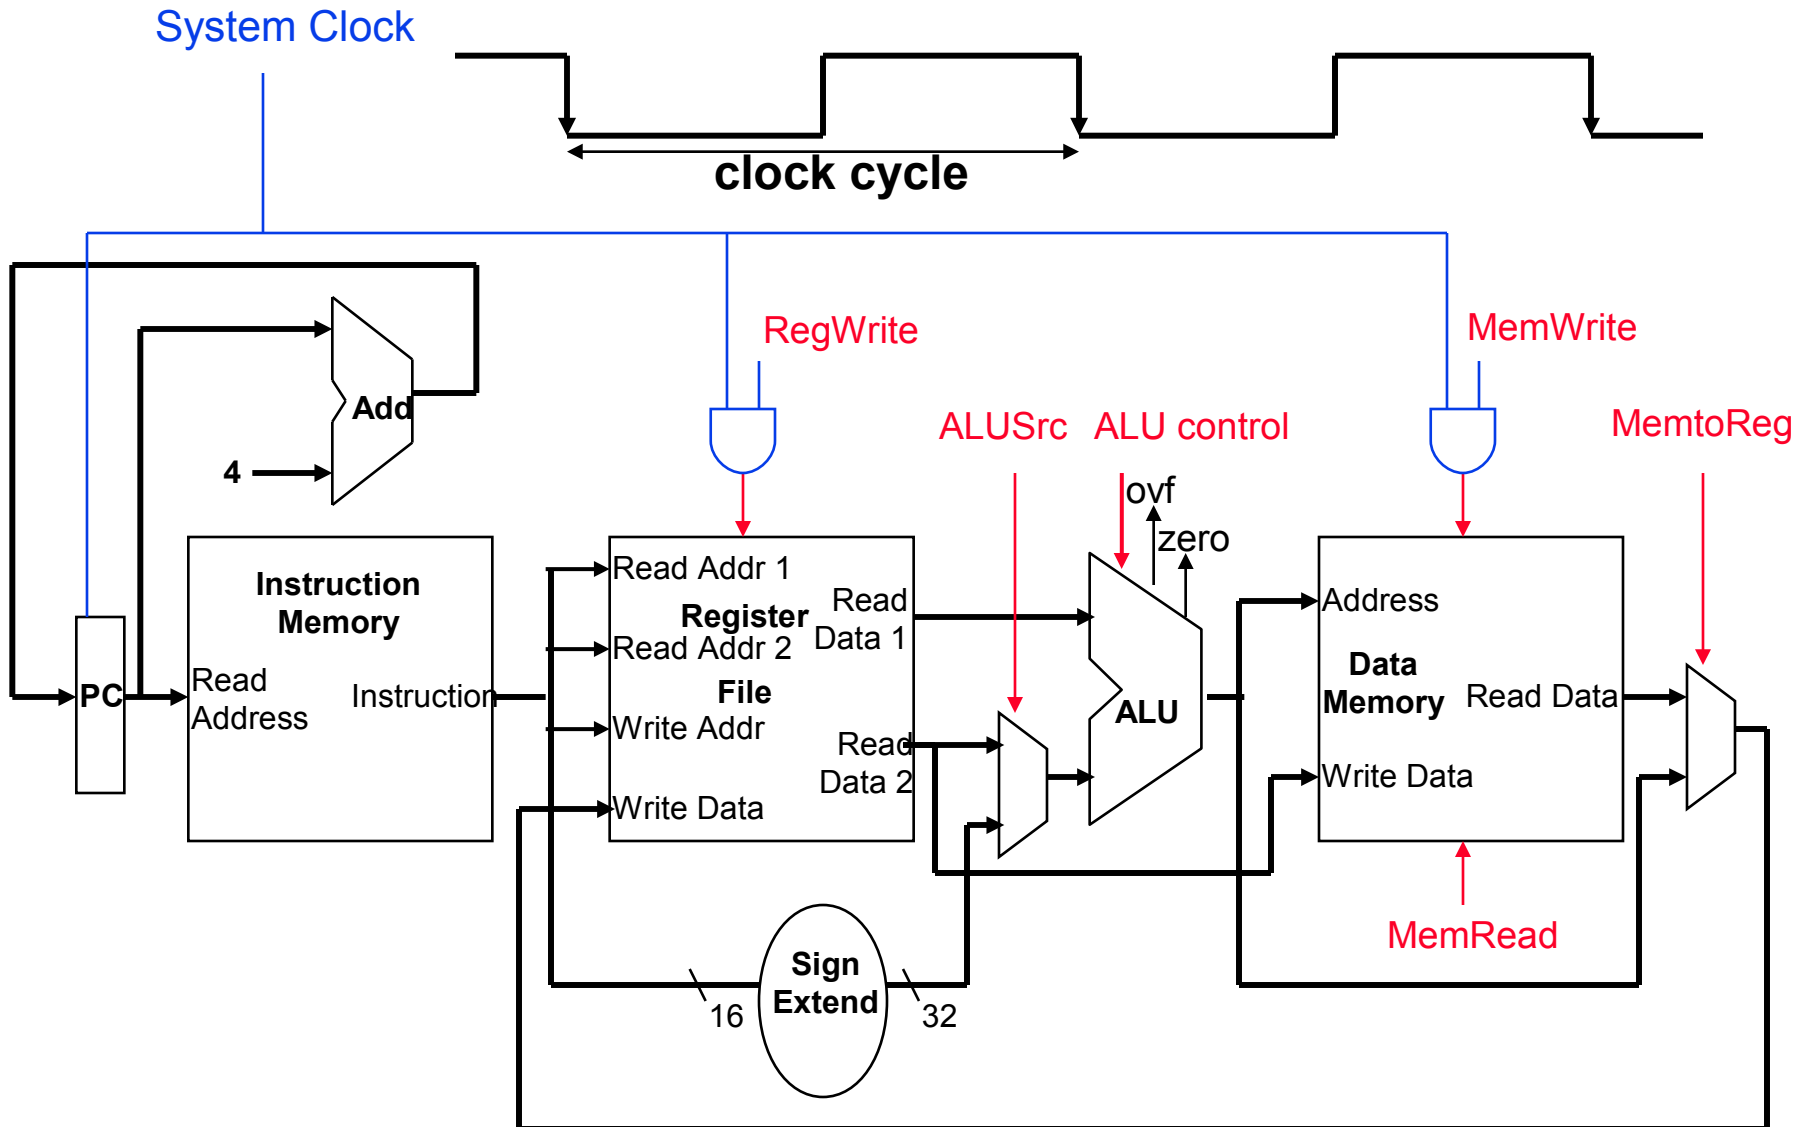 System Clock
clock cycle
RegWrite
MemWrite
Add
ALUSrc
ALU control
MemtoReg
4
ovf
zero
Instruction
Memory
Read
Address
Instruction
PC
Read Addr 1
Register
Read Addr 2
File
Write Addr
Write Data
Read
Data 1
Read
Data 2
ALU
Address
Data
Memory
Read Data
Write Data
MemRead
Sign
Extend
16
32